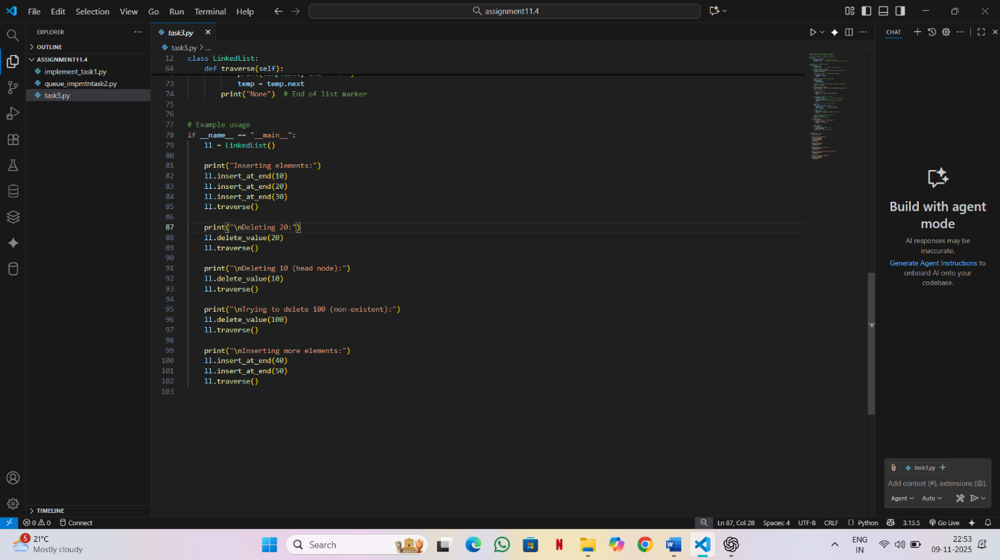 File Edit Selection View Go Run Terminal Help
assignment11.4
EXPLORER
OUTLINE
ASSIGNMENT11.4
implement_task1.py
queue_impmtntask2.py
task3.py
TIMELINE
task3.py
task3.py > ...
12 class LinkedList:
64 def traverse(self):
73 temp = temp.next
74 print("None")  # End of list marker
75
76
77 # Example usage
78 if __name__ == "__main__":
79 ll = LinkedList()
80
81 print("Inserting elements:")
82 ll.insert_at_end(10)
83 ll.insert_at_end(20)
84 ll.insert_at_end(30)
85 ll.traverse()
86
87 print("\nDeleting 20:")
88 ll.delete_value(20)
89 ll.traverse()
90
91 print("\nDeleting 10 (head node):")
92 ll.delete_value(10)
93 ll.traverse()
94
95 print("\nTrying to delete 100 (non-existent):")
96 ll.delete_value(100)
97 ll.traverse()
98
99 print("\nInserting more elements:")
100 ll.insert_at_end(40)
101 ll.insert_at_end(50)
102 ll.traverse()
103
CHAT
Build with agent
mode
AI responses may be
inaccurate.
Generate Agent Instructions to
onboard AI onto your
codebase.
task3.py
Add context (#), extensions (@),
Agent Auto
0 0 Connect
Ln 87, Col 28 Spaces: 4 UTF-8 CRLF {} Python 3.13.5 Go Live
5
21°C
Mostly cloudy
Search
ENG
IN
22:53
09-11-2025